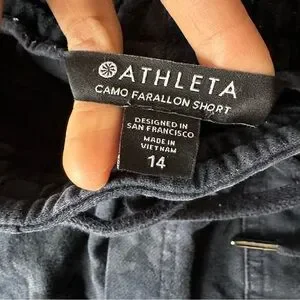 ATHLETA
CAMO FARALLON SHORT
DESIGNED IN
SAN FRANCISCO
MADE IN
VIETNAM
14